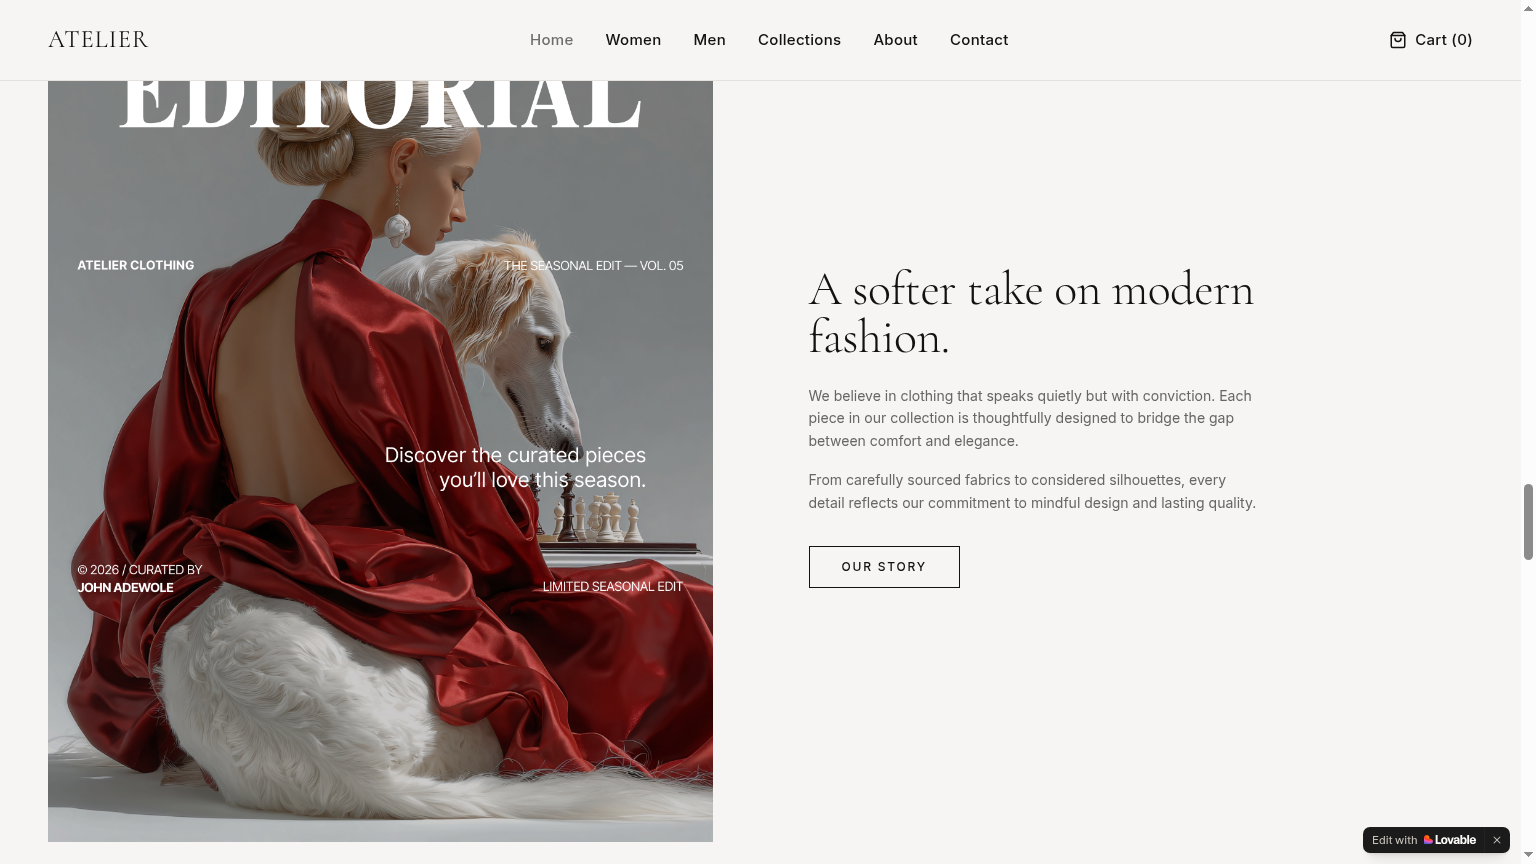 ATELIER
Home
Women
Men
Collections
About
Contact
Cart (0)
EDITORIAL
ATELIER CLOTHING
THE SEASONAL EDIT — VOL. 05
Discover the curated pieces
you’ll love this season.
© 2026 / CURATED BY
JOHN ADEWOLE
LIMITED SEASONAL EDIT
A softer take on modern
fashion.
We believe in clothing that speaks quietly but with conviction. Each
piece in our collection is thoughtfully designed to bridge the gap
between comfort and elegance.
From carefully sourced fabrics to considered silhouettes, every
detail reflects our commitment to mindful design and lasting quality.
OUR STORY
Edit with Lovable